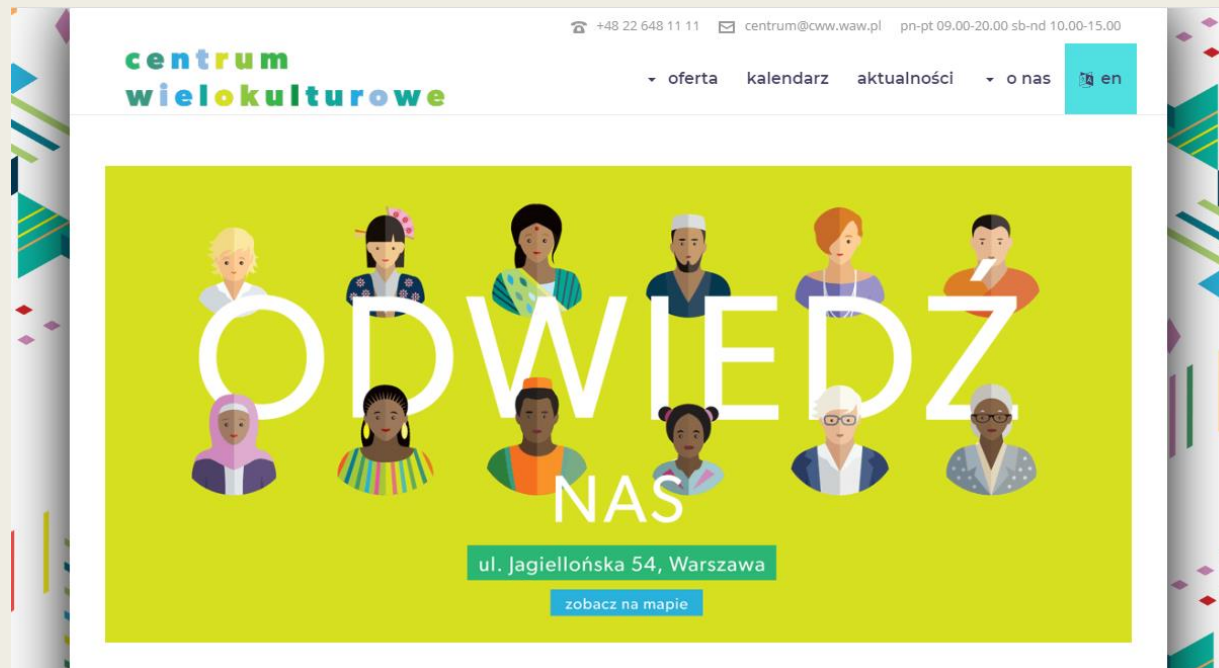 +48 22 648 11 11 centrum@cww.waw.pl pn-pt 09.00-20.00 sb-nd 10.00-15.00
centrum
wielokulturowe
oferta kalendarz aktualności o nas en
ODWIEDŹ
NAS
ul. Jagiellońska 54, Warszawa
zobacz na mapie